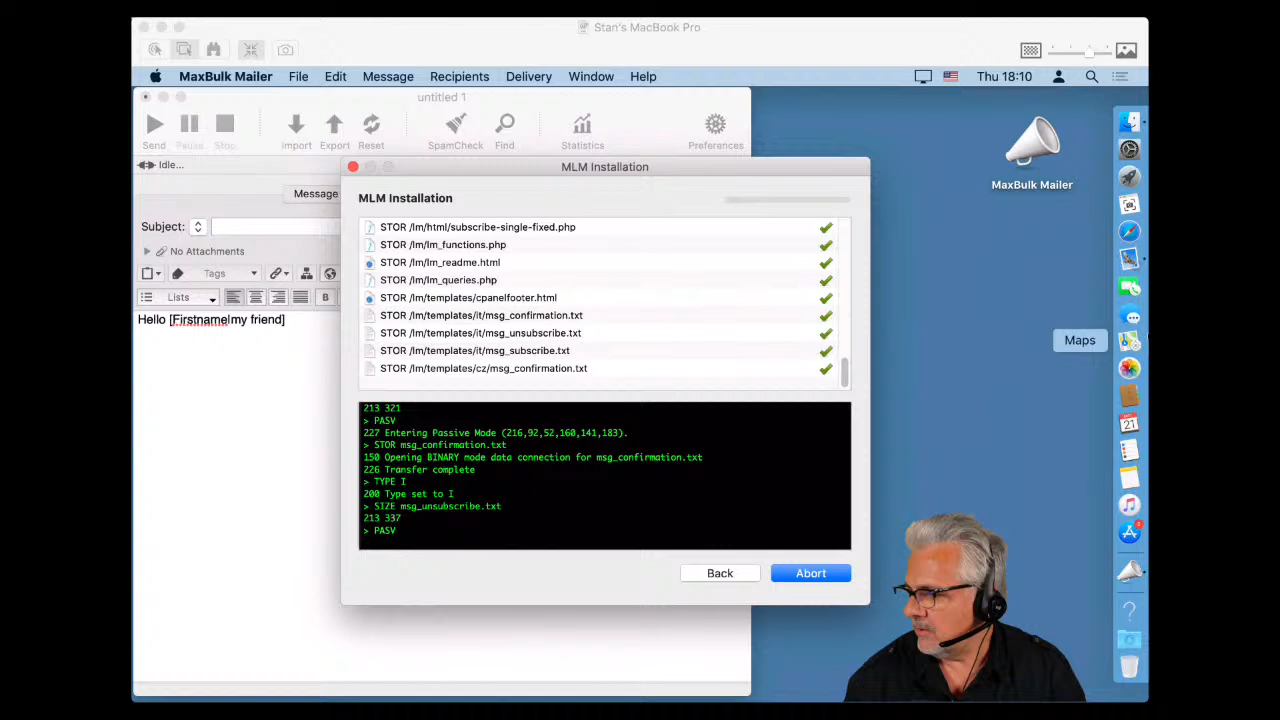 Stan's MacBook Pro
MaxBulk Mailer File Edit Message Recipients Delivery Window Help Thu 18:10
untitled 1
Send Pause Stop Import Export Reset SpamCheck Find Statistics Preferences
Idle...
MLM Installation
Message
MLM Installation
Subject:
No Attachments
Tags
Lists B
Hello [Firstname|my friend]
STOR /lm/html/subscribe-single-fixed.php
STOR /lm/lm_functions.php
STOR /lm/lm_readme.html
STOR /lm/lm_queries.php
STOR /lm/templates/cpanelfooter.html
STOR /lm/templates/it/msg_confirmation.txt
STOR /lm/templates/it/msg_unsubscribe.txt
STOR /lm/templates/it/msg_subscribe.txt
STOR /lm/templates/cz/msg_confirmation.txt
213 321
> PASV
227 Entering Passive Mode (216,92,52,160,141,183).
> STOR msg_confirmation.txt
150 Opening BINARY mode data connection for msg_confirmation.txt
226 Transfer complete
> TYPE I
200 Type set to I
> SIZE msg_unsubscribe.txt
213 337
> PASV
Back Abort
MaxBulk Mailer
Maps
21